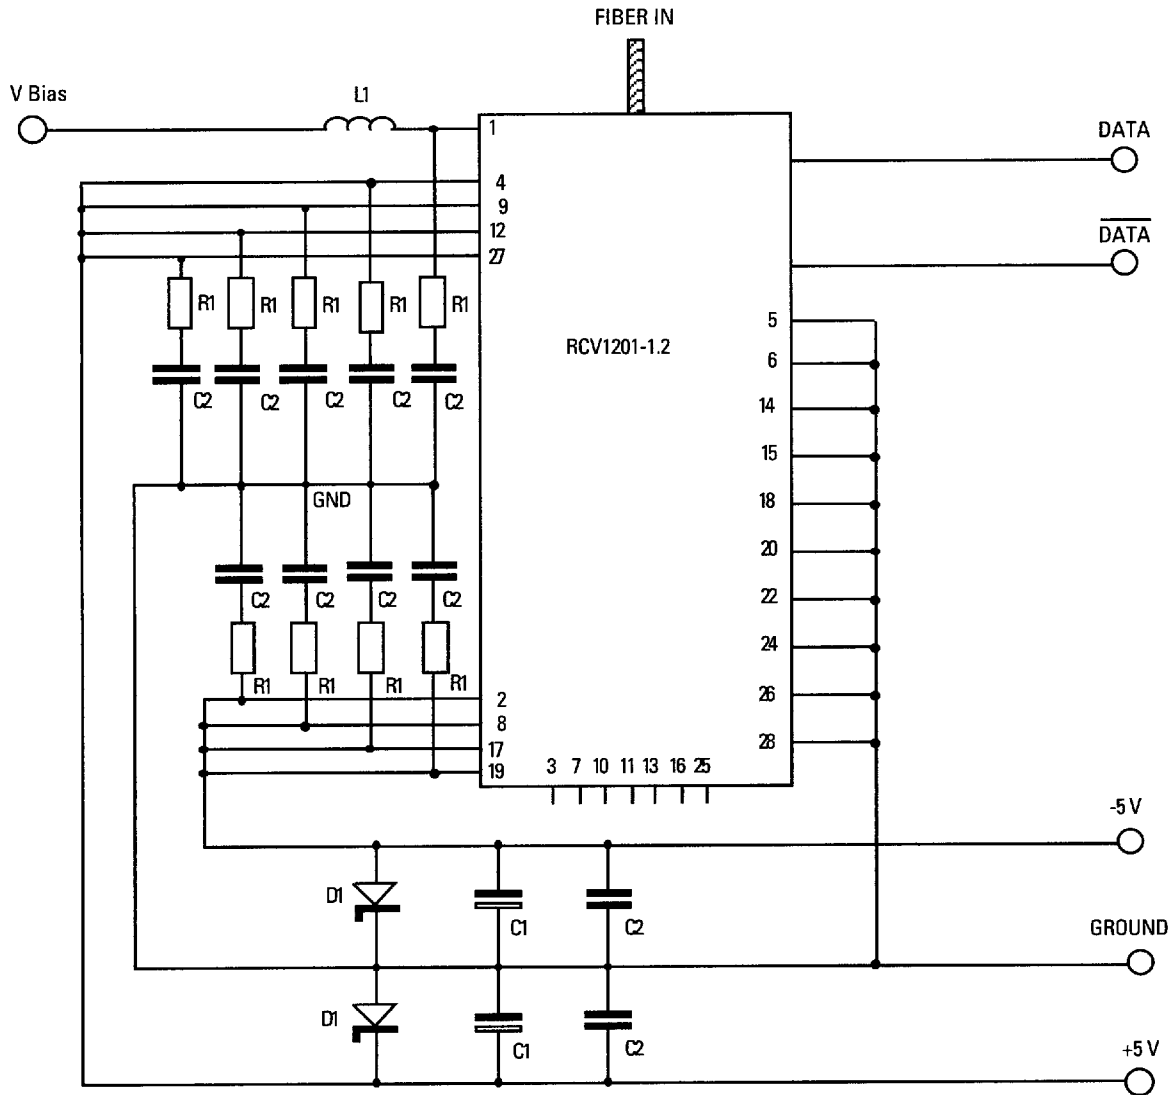 FIBER IN
V Bias
L1
1
DATA
4
9
12
27
DATA
R1 R1 R1 R1 R1
5
RCV1201-1.2
6
C2 C2 C2 C2 C2
14
15
GND
18
20
C2 C2 C2 C2
22
24
R1 R1 R1 R1
2
26
8
17
28
19
3 7 10 11 13 16 25
-5 V
D1
C1
C2
GROUND
D1
C1
C2
+5 V